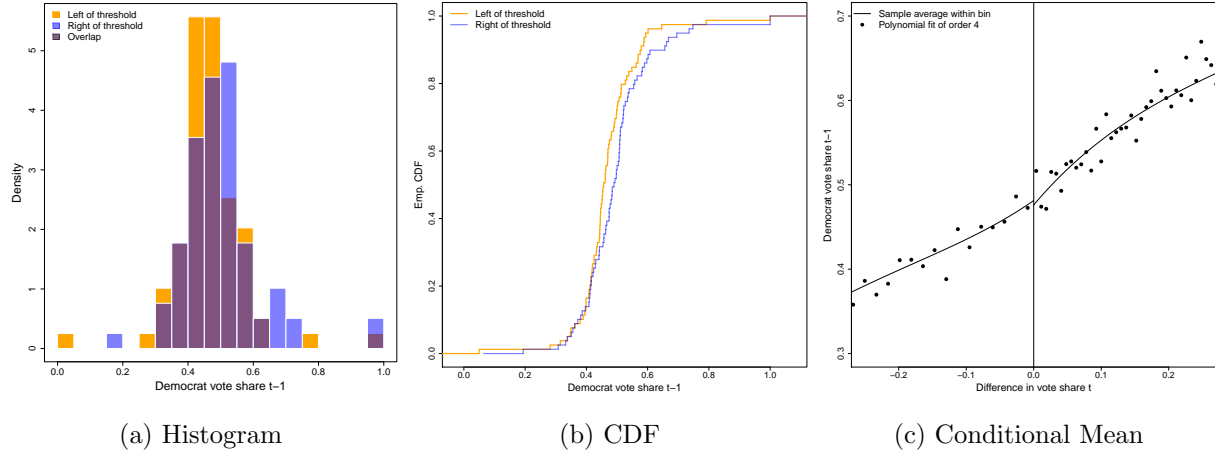 Left of threshold
Right of threshold
Overlap
Density
0 1 2 3 4 5
0.0 0.2 0.4 0.6 0.8 1.0
Democrat vote share t−1
(a) Histogram
Left of threshold
Right of threshold
Emp. CDF
0.0 0.2 0.4 0.6 0.8 1.0
0.0 0.2 0.4 0.6 0.8 1.0
Democrat vote share t−1
(b) CDF
Sample average within bin
Polynomial fit of order 4
Democrat vote share t−1
0.3 0.4 0.5 0.6 0.7
−0.2 −0.1 0.0 0.1 0.2
Difference in vote share t
(c) Conditional Mean